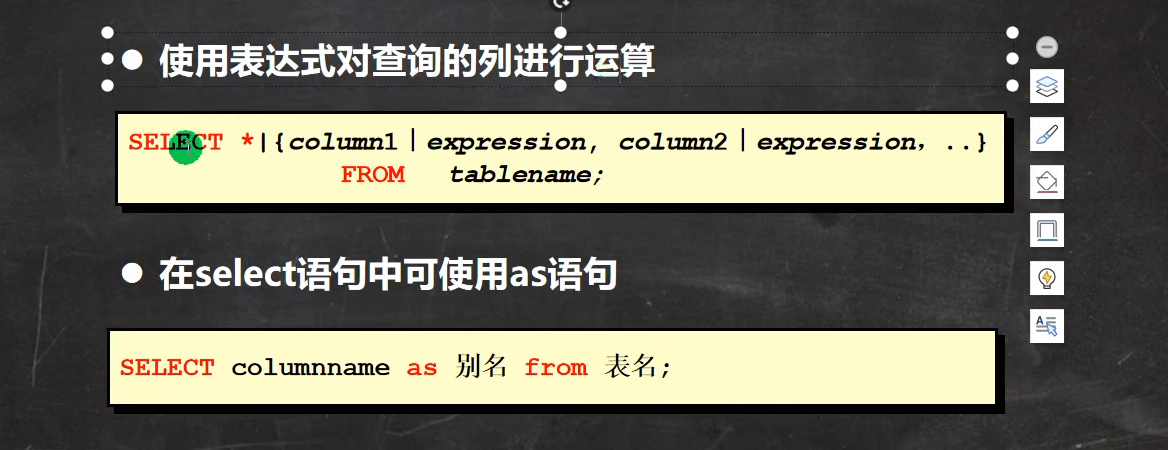 ● 使用表达式对查询的列进行运算
SELECT *|{column1｜expression, column2｜expression，..}
FROM tablename;
● 在select语句中可使用as语句
SELECT columnname as 别名 from 表名;